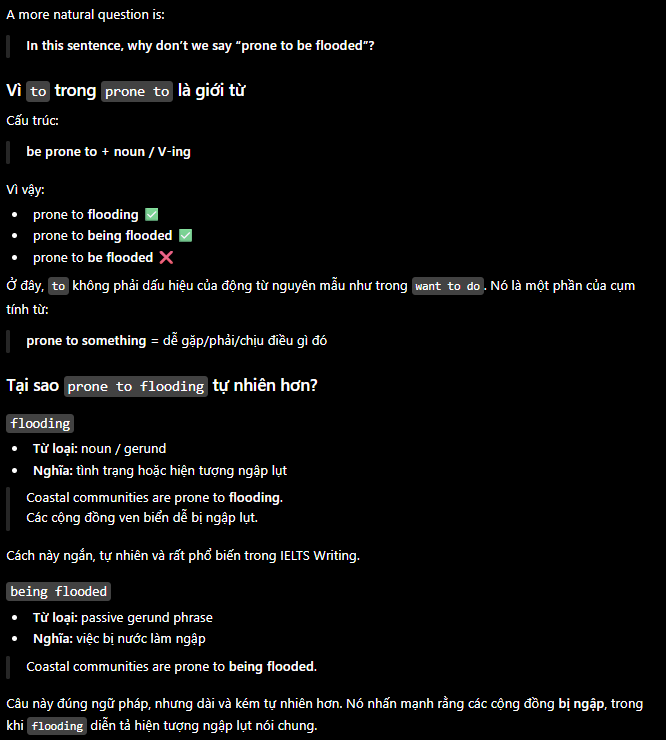 A more natural question is:
In this sentence, why don’t we say “prone to be flooded”?
Vì to trong prone to là giới từ
Cấu trúc:
be prone to + noun / V-ing
Vì vậy:
• prone to flooding ✅
• prone to being flooded ✅
• prone to be flooded ❌
Ở đây, to không phải dấu hiệu của động từ nguyên mẫu như trong want to do. Nó là một phần của cụm
tính từ:
prone to something = dễ gặp/phải/chịu điều gì đó
Tại sao prone to flooding tự nhiên hơn?
flooding
• Từ loại: noun / gerund
• Nghĩa: tình trạng hoặc hiện tượng ngập lụt
Coastal communities are prone to flooding.
Các cộng đồng ven biển dễ bị ngập lụt.
Cách này ngắn, tự nhiên và rất phổ biến trong IELTS Writing.
being flooded
• Từ loại: passive gerund phrase
• Nghĩa: việc bị nước làm ngập
Coastal communities are prone to being flooded.
Câu này đúng ngữ pháp, nhưng dài và kém tự nhiên hơn. Nó nhấn mạnh rằng các cộng đồng bị ngập, trong
khi flooding diễn tả hiện tượng ngập lụt nói chung.